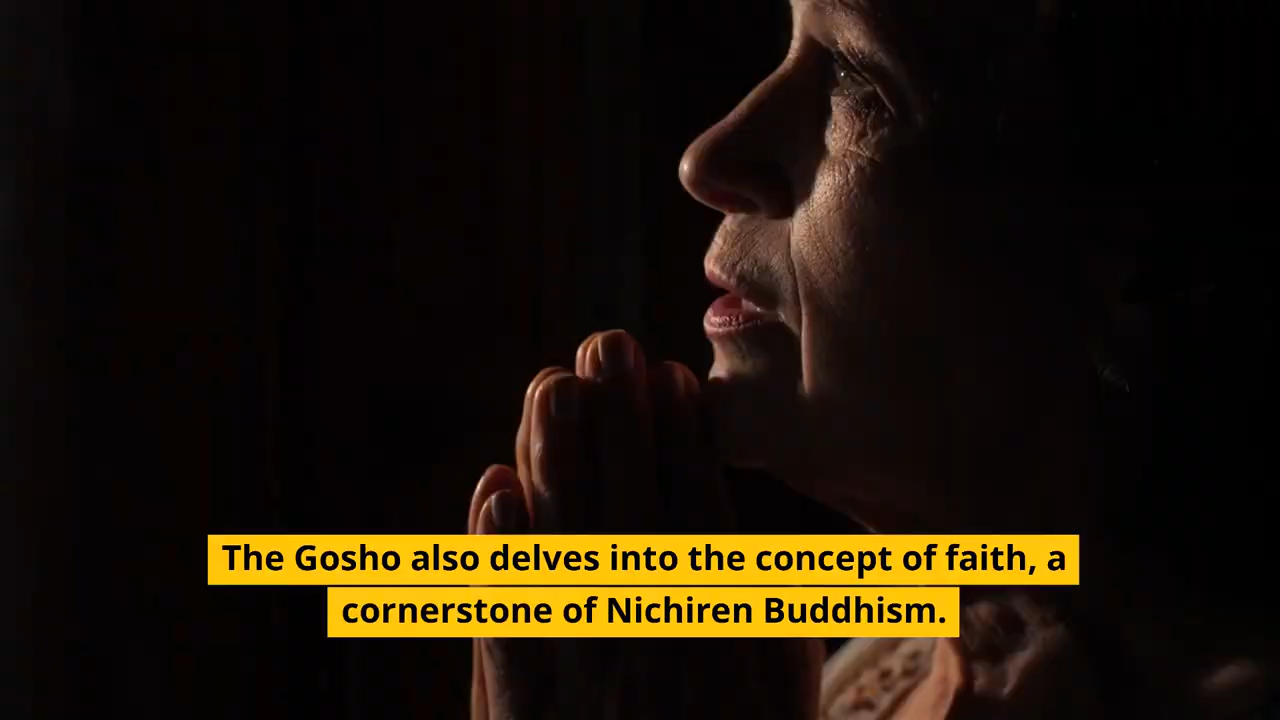 The Gosho also delves into the concept of faith, a
cornerstone of Nichiren Buddhism.